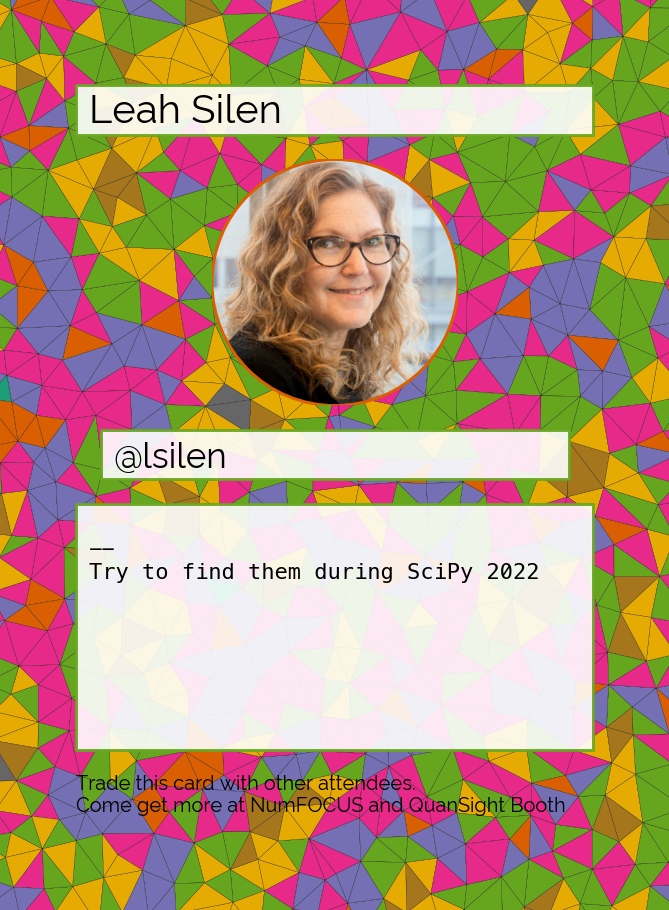 Leah Silen
@lsilen
——
Try to find them during SciPy 2022
Trade this card with other attendees.
Come get more at NumFOCUS and QuanSight Booth